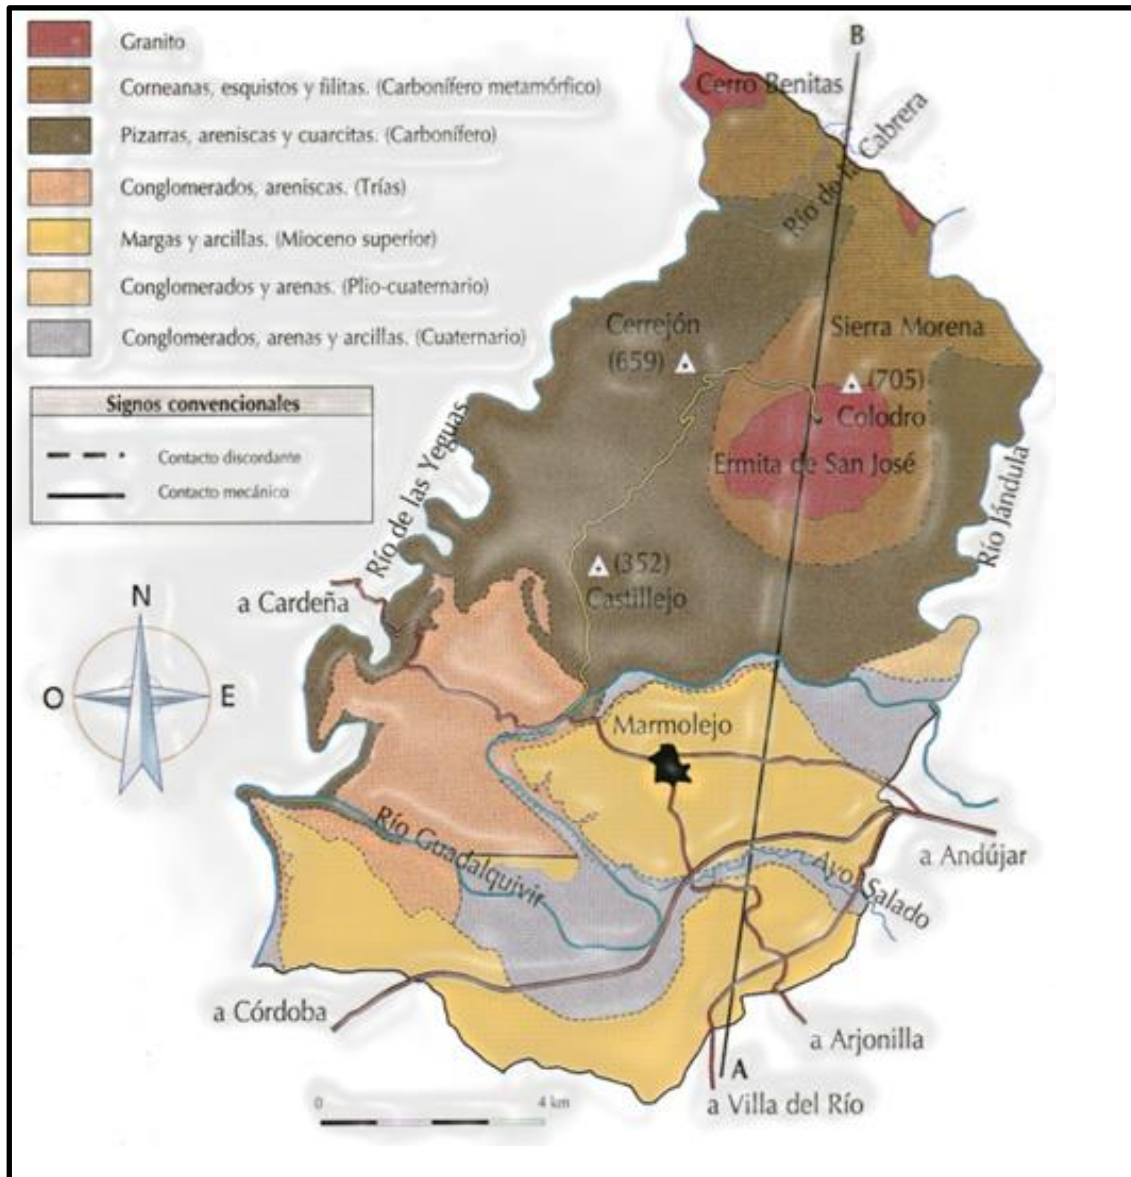 Granito
Corneanas, esquistos y filitas. (Carbonífero metamórfico)
Pizarras, areniscas y cuarcitas. (Carbonífero)
Conglomerados, areniscas. (Trías)
Margas y arcillas. (Mioceno superior)
Conglomerados y arenas. (Plio-cuaternario)
Conglomerados, arenas y arcillas. (Cuaternario)
Signos convencionales
Contacto discordante
Contacto mecánico
B
Cerro Benitas
Río de la Cabrera
Cerrejón
(659)
Sierra Morena
(705)
Colodro
Ermita de San José
Río de las Yeguas
Río Jándula
(352)
Castillejo
a Cardeña
N
O
E
Marmolejo
Río Guadalquivir
a Andújar
Ayo. Salado
a Córdoba
a Arjonilla
A
a Villa del Río
0
4 km